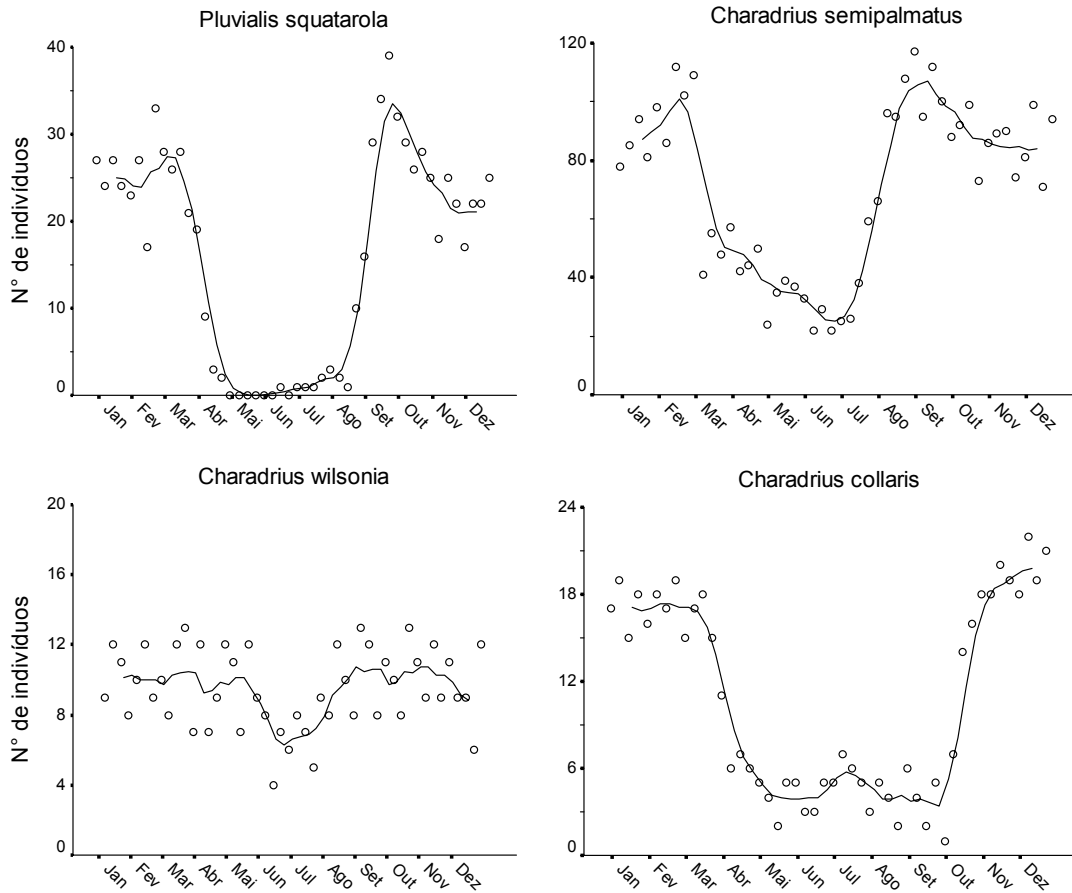 Pluvialis squatarola
40
30
20
10
0
N° de indivíduos
Jan Fev Mar Abr Mai Jun Jul Ago Set Out Nov Dez
Charadrius semipalmatus
120
80
40
0
Jan Fev Mar Abr Mai Jun Jul Ago Set Out Nov Dez
Charadrius wilsonia
20
16
12
8
4
0
N° de indivíduos
Jan Fev Mar Abr Mai Jun Jul Ago Set Out Nov Dez
Charadrius collaris
24
18
12
6
0
Jan Fev Mar Abr Mai Jun Jul Ago Set Out Nov Dez